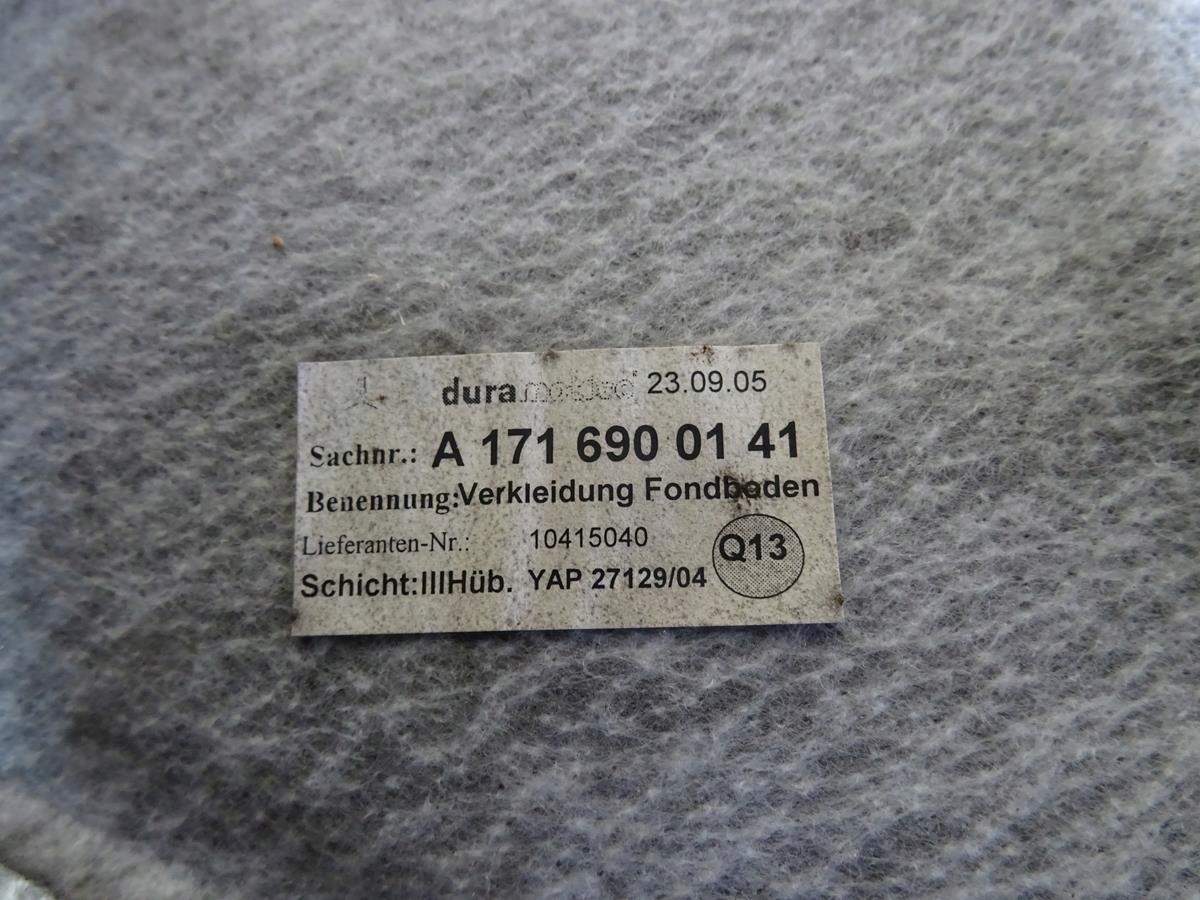 dura 23.09.05
Sachnr.: A 171 690 01 41
Benennung:Verkleidung Fondboden
Lieferanten-Nr.: 10415040
Q13
Schicht:IIIHüb. YAP 27129/04